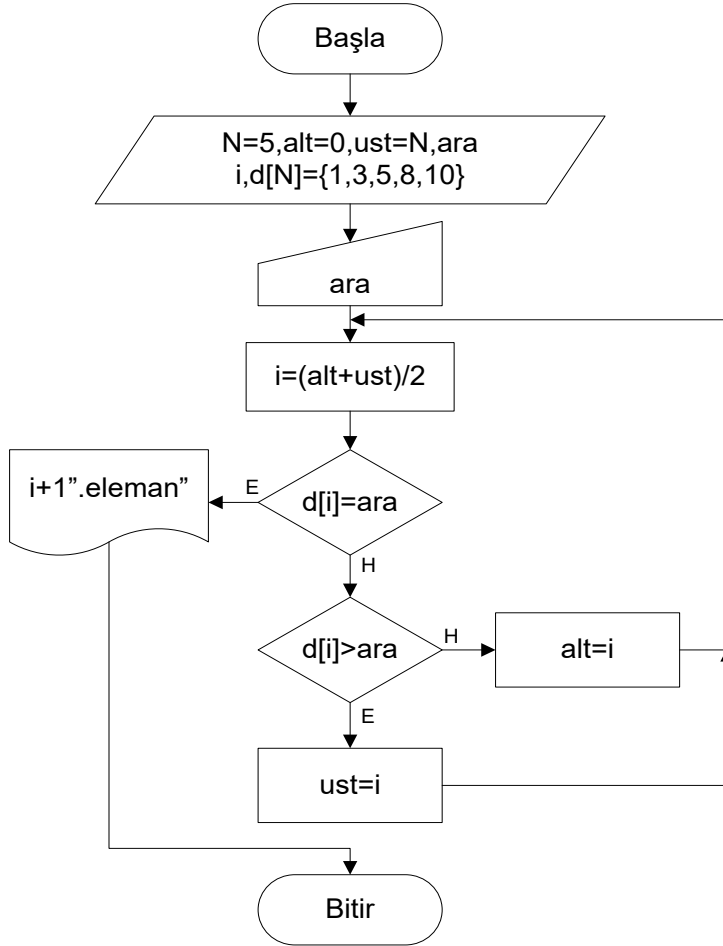 Başla
N=5,alt=0,ust=N,ara
i,d[N]={1,3,5,8,10}
ara
i=(alt+ust)/2
i+1”.eleman”
E
d[i]=ara
H
d[i]>ara
H
alt=i
E
ust=i
Bitir